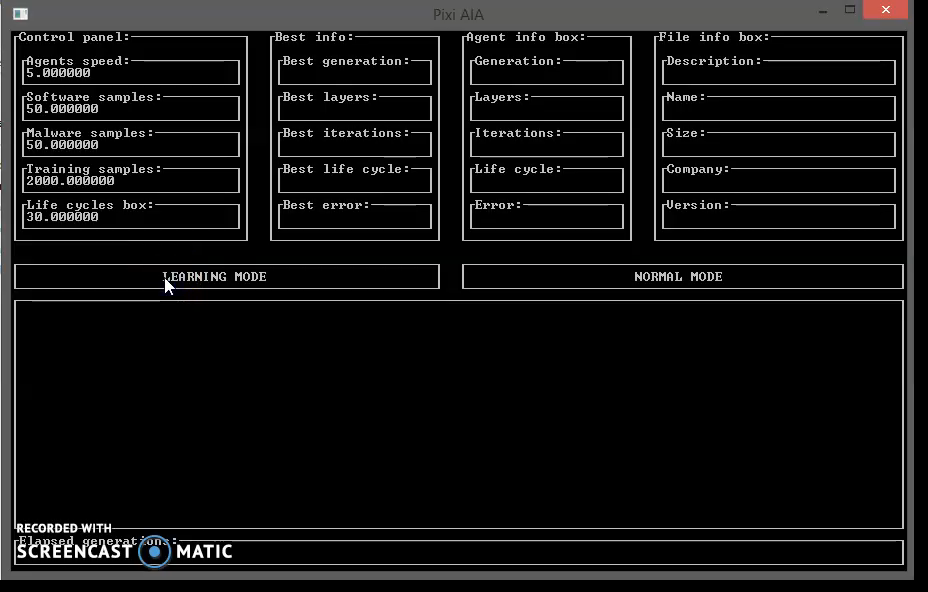 Pixi AIA
Control panel:
Agents speed:
5.000000
Software samples:
50.000000
Malware samples:
50.000000
Training samples:
2000.000000
Life cycles box:
30.000000
Best info:
Best generation:
Best layers:
Best iterations:
Best life cycle:
Best error:
Agent info box:
Generation:
Layers:
Iterations:
Life cycle:
Error:
File info box:
Description:
Name:
Size:
Company:
Version:
LEARNING MODE
NORMAL MODE
RECORDED WITH
Elapsed generations:
SCREENCAST MATIC